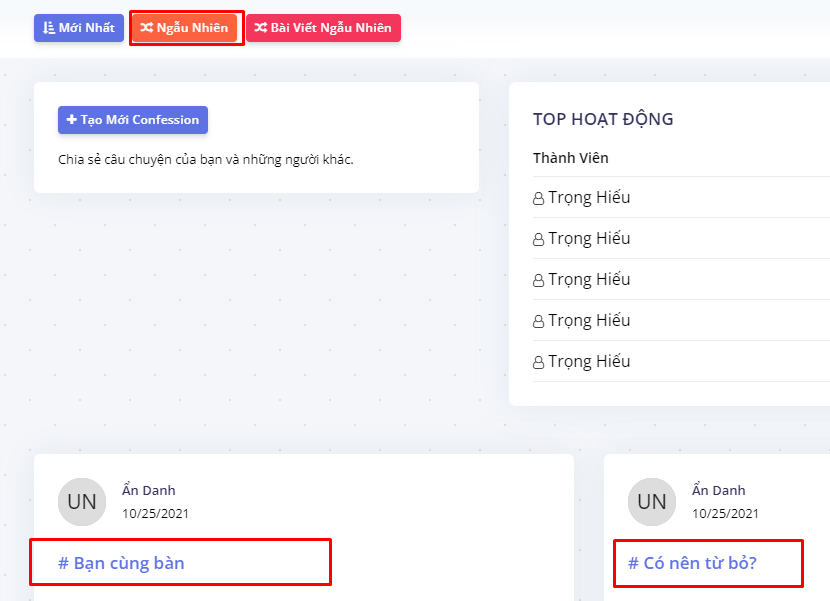 Mới Nhất
Ngẫu Nhiên
Bài Viết Ngẫu Nhiên
+ Tạo Mới Confession
Chia sẻ câu chuyện của bạn và những người khác.
TOP HOẠT ĐỘNG
Thành Viên
Trọng Hiếu
Trọng Hiếu
Trọng Hiếu
Trọng Hiếu
Trọng Hiếu
UN
Ẩn Danh
10/25/2021
# Bạn cùng bàn
UN
Ẩn Danh
10/25/2021
# Có nên từ bỏ?